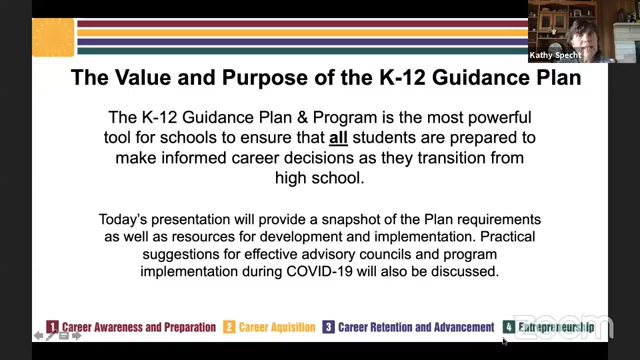 Kathy Specht
The Value and Purpose of the K-12 Guidance Plan
The K-12 Guidance Plan & Program is the most powerful
tool for schools to ensure that all students are prepared to
make informed career decisions as they transition from
high school.
Today's presentation will provide a snapshot of the Plan requirements
as well as resources for development and implementation. Practical
suggestions for effective advisory councils and program
implementation during COVID-19 will also be discussed.
1 Career Awareness and Preparation 2 Career Aquisition 3 Career Retention and Advancement 4 Entrepreneurship
zoom